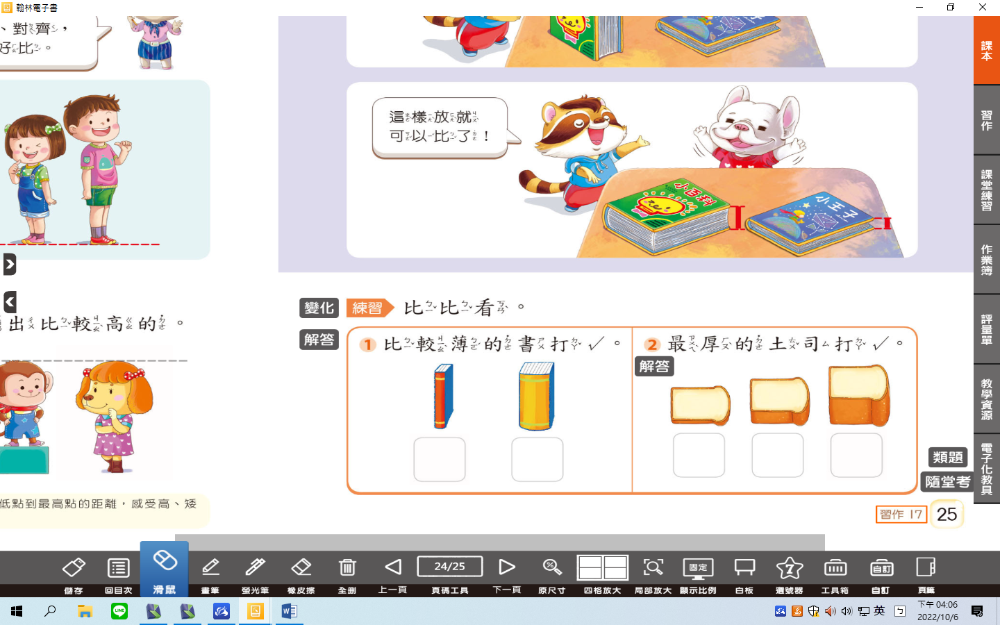 翰林電子書
、對齊，
好比。
這樣放就
可以比了！
小百科
小王子
出比較高的。
低點到最高點的距離，感受高、矮
變化
練習
比比看。
解答
1 比較薄的書打✓。
2 最厚的土司打✓。
解答
類題
隨堂考
習作 17
25
課本
習作
課堂練習
作業簿
評量單
教學資源
電子化教具
24/25
固定
7
自訂
儲存 回目次 滑鼠 畫筆 螢光筆 橡皮擦 全刪 上一頁 頁碼工具 下一頁 原尺寸 四格放大 局部放大 顯示比例 白板 選號器 工具箱 自訂 頁籤
LINE
英
ㄅ
下午 04:06
2022/10/6